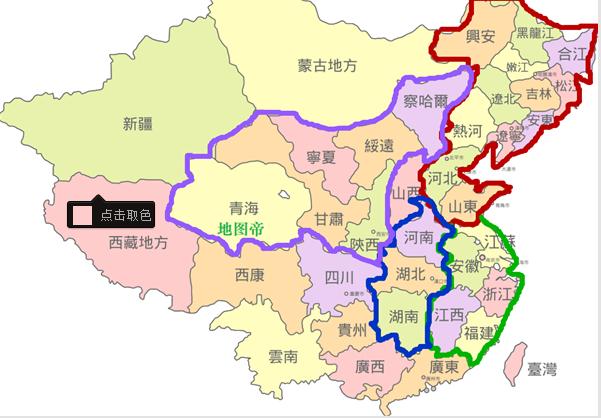 興安
黑龍江
合江
嫩江
蒙古地方
松江
吉林
遼北
察哈爾
安東
新疆
熱河
遼寧
綏遠
寧夏
河北
山西
山東
青海
地图帝
甘肅
点击取色
陝西
河南
江蘇
西藏地方
安徽
西康
四川
湖北
浙江
湖南
江西
貴州
福建
雲南
廣西
廣東
臺灣